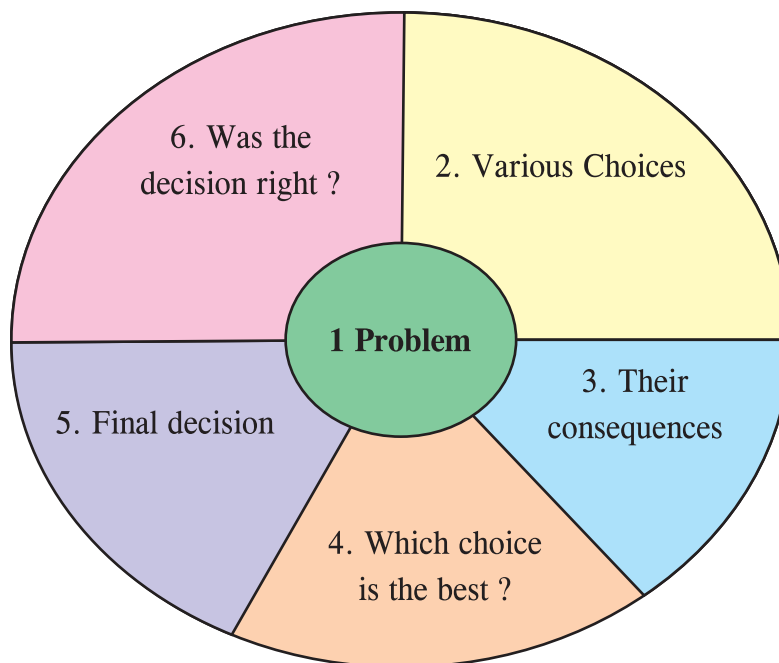 1 Problem
2. Various Choices
3. Their
consequences
4. Which choice
is the best ?
5. Final decision
6. Was the
decision right ?